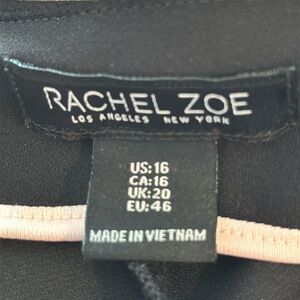 RACHEL ZOE
LOS ANGELES NEW YORK
US:16
CA:16
UK:20
EU:46
MADE IN VIETNAM